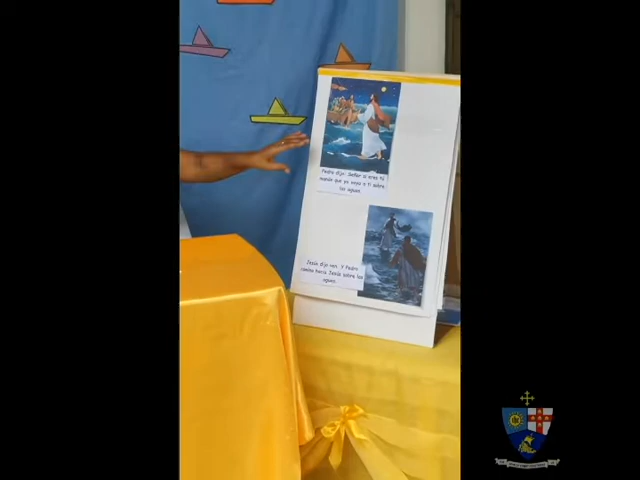 Pedro dijo: Señor si eres tú
manda que yo vaya a ti sobre
las aguas.
Jesús dijo ven. Y Pedro
camino hacia Jesús sobre las
aguas.